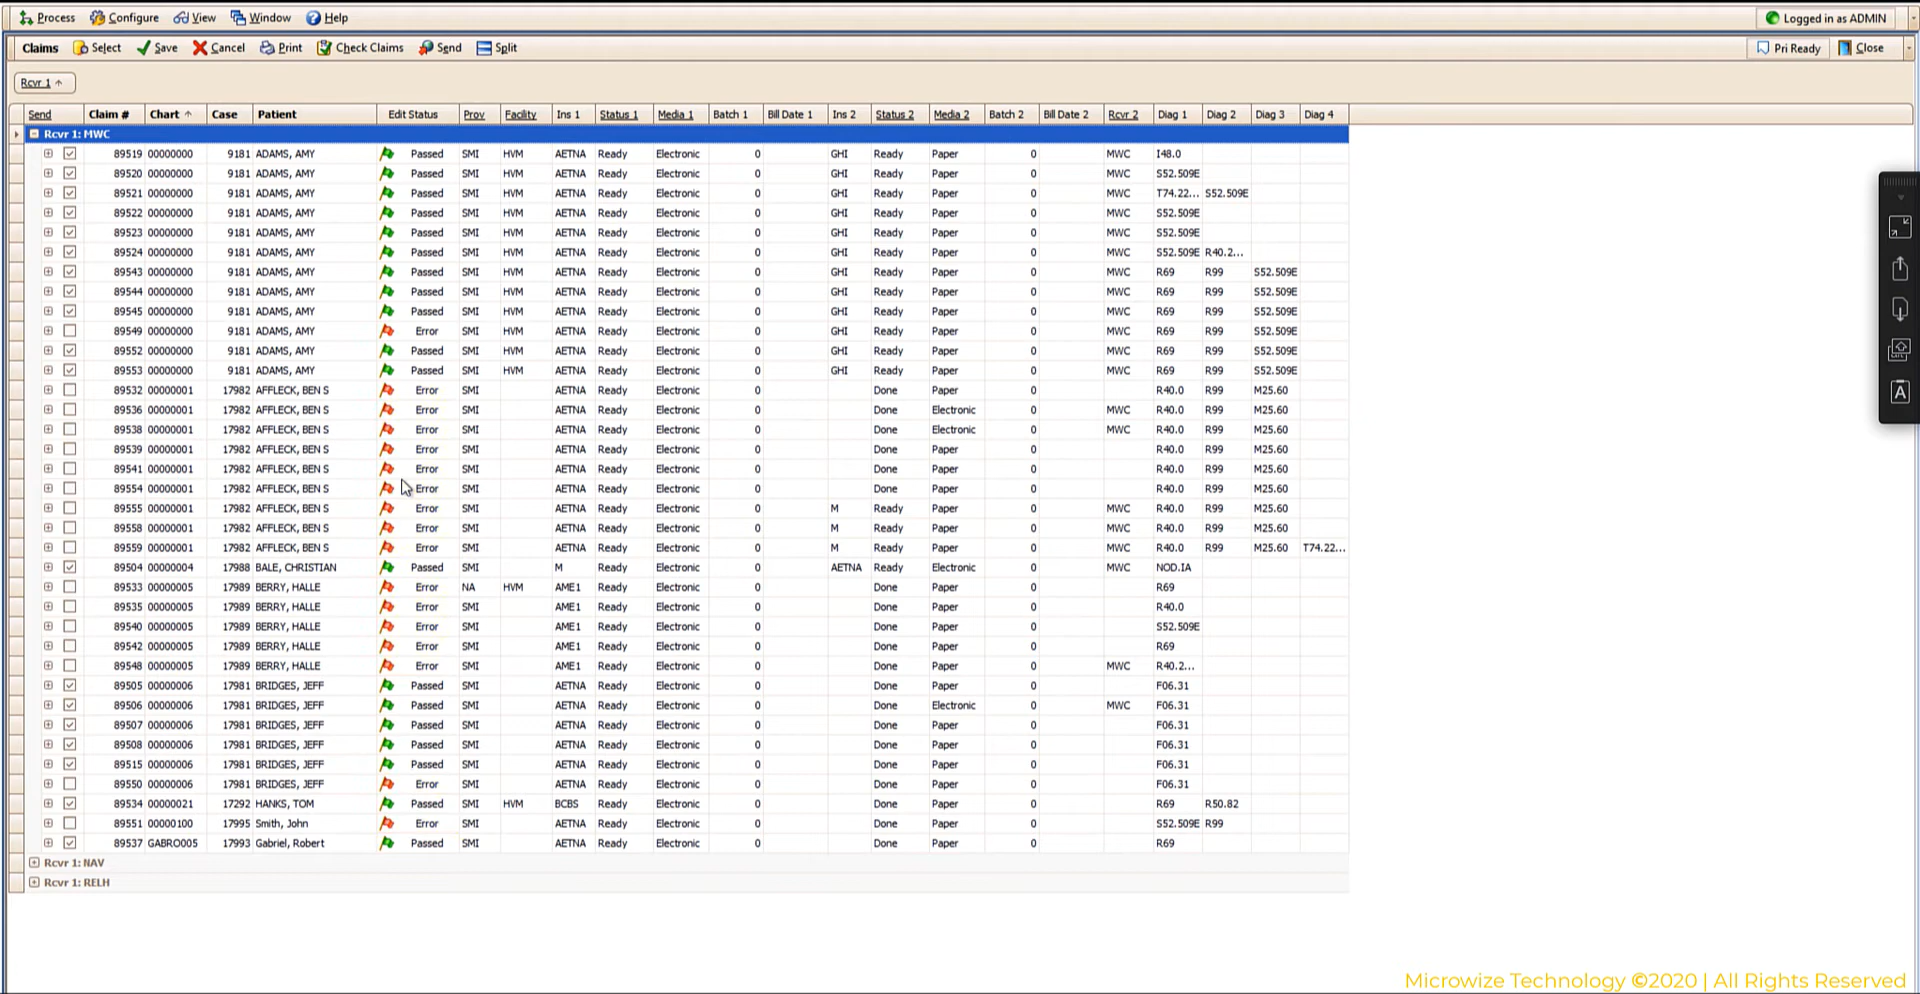 Process Configure View Window Help Logged in as ADMIN
Claims Select Save Cancel Print Check Claims Send Split Pri Ready Close
Rcvr 1
Send Claim # Chart Case Patient Edit Status Prov Facility Ins 1 Status 1 Media 1 Batch 1 Bill Date 1 Ins 2 Status 2 Media 2 Batch 2 Bill Date 2 Rcvr 2 Diag 1 Diag 2 Diag 3 Diag 4
Rcvr 1: MWC
89519 00000000 9181 ADAMS, AMY Passed SMI HVM AETNA Ready Electronic 0 GHI Ready Paper 0 MWC I48.0
89520 00000000 9181 ADAMS, AMY Passed SMI HVM AETNA Ready Electronic 0 GHI Ready Paper 0 MWC S52.509E
89521 00000000 9181 ADAMS, AMY Passed SMI HVM AETNA Ready Electronic 0 GHI Ready Paper 0 MWC T74.22... S52.509E
89522 00000000 9181 ADAMS, AMY Passed SMI HVM AETNA Ready Electronic 0 GHI Ready Paper 0 MWC S52.509E
89523 00000000 9181 ADAMS, AMY Passed SMI HVM AETNA Ready Electronic 0 GHI Ready Paper 0 MWC S52.509E
89524 00000000 9181 ADAMS, AMY Passed SMI HVM AETNA Ready Electronic 0 GHI Ready Paper 0 MWC S52.509E R40.2...
89543 00000000 9181 ADAMS, AMY Passed SMI HVM AETNA Ready Electronic 0 GHI Ready Paper 0 MWC R69 R99 S52.509E
89544 00000000 9181 ADAMS, AMY Passed SMI HVM AETNA Ready Electronic 0 GHI Ready Paper 0 MWC R69 R99 S52.509E
89545 00000000 9181 ADAMS, AMY Passed SMI HVM AETNA Ready Electronic 0 GHI Ready Paper 0 MWC R69 R99 S52.509E
89549 00000000 9181 ADAMS, AMY Error SMI HVM AETNA Ready Electronic 0 GHI Ready Paper 0 MWC R69 R99 S52.509E
89552 00000000 9181 ADAMS, AMY Passed SMI HVM AETNA Ready Electronic 0 GHI Ready Paper 0 MWC R69 R99 S52.509E
89553 00000000 9181 ADAMS, AMY Passed SMI HVM AETNA Ready Electronic 0 GHI Ready Paper 0 MWC R69 R99 S52.509E
89532 00000001 17982 AFFLECK, BEN S Error SMI AETNA Ready Electronic 0 Done Paper 0 R40.0 R99 M25.60
89536 00000001 17982 AFFLECK, BEN S Error SMI AETNA Ready Electronic 0 Done Electronic 0 MWC R40.0 R99 M25.60
89538 00000001 17982 AFFLECK, BEN S Error SMI AETNA Ready Electronic 0 Done Electronic 0 MWC R40.0 R99 M25.60
89539 00000001 17982 AFFLECK, BEN S Error SMI AETNA Ready Electronic 0 Done Paper 0 R40.0 R99 M25.60
89541 00000001 17982 AFFLECK, BEN S Error SMI AETNA Ready Electronic 0 Done Paper 0 R40.0 R99 M25.60
89554 00000001 17982 AFFLECK, BEN S Error SMI AETNA Ready Electronic 0 Done Paper 0 R40.0 R99 M25.60
89555 00000001 17982 AFFLECK, BEN S Error SMI AETNA Ready Electronic 0 M Ready Paper 0 MWC R40.0 R99 M25.60
89558 00000001 17982 AFFLECK, BEN S Error SMI AETNA Ready Electronic 0 M Ready Paper 0 MWC R40.0 R99 M25.60
89559 00000001 17982 AFFLECK, BEN S Error SMI AETNA Ready Electronic 0 M Ready Paper 0 MWC R40.0 R99 M25.60 T74.22...
89504 00000004 17988 BALE, CHRISTIAN Passed SMI M Ready Electronic 0 AETNA Ready Electronic 0 MWC NOD.IA
89533 00000005 17989 BERRY, HALLE Error NA HVM AME1 Ready Electronic 0 Done Paper 0 R69
89535 00000005 17989 BERRY, HALLE Error SMI AME1 Ready Electronic 0 Done Paper 0 R40.0
89540 00000005 17989 BERRY, HALLE Error SMI AME1 Ready Electronic 0 Done Paper 0 S52.509E
89542 00000005 17989 BERRY, HALLE Error SMI AME1 Ready Electronic 0 Done Paper 0 R69
89548 00000005 17989 BERRY, HALLE Error SMI AME1 Ready Electronic 0 Done Paper 0 MWC R40.2...
89505 00000006 17981 BRIDGES, JEFF Passed SMI AETNA Ready Electronic 0 Done Paper 0 F06.31
89506 00000006 17981 BRIDGES, JEFF Passed SMI AETNA Ready Electronic 0 Done Electronic 0 MWC F06.31
89507 00000006 17981 BRIDGES, JEFF Passed SMI AETNA Ready Electronic 0 Done Paper 0 F06.31
89508 00000006 17981 BRIDGES, JEFF Passed SMI AETNA Ready Electronic 0 Done Paper 0 F06.31
89515 00000006 17981 BRIDGES, JEFF Passed SMI AETNA Ready Electronic 0 Done Paper 0 F06.31
89550 00000006 17981 BRIDGES, JEFF Error SMI AETNA Ready Electronic 0 Done Paper 0 F06.31
89534 00000021 17292 HANKS, TOM Passed SMI HVM BCBS Ready Electronic 0 Done Paper 0 R69 R50.82
89551 00000100 17995 Smith, John Error SMI AETNA Ready Electronic 0 Done Paper 0 S52.509E R99
89537 GABRO005 17993 Gabriel, Robert Passed SMI AETNA Ready Electronic 0 Done Paper 0 R69
Rcvr 1: NAV
Rcvr 1: RELH
Microwize Technology ©2020 | All Rights Reserved